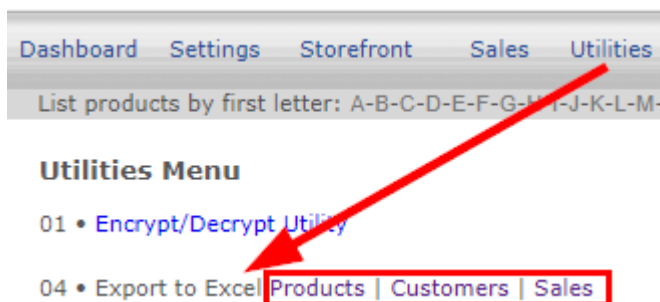 Dashboard Settings Storefront Sales Utilities
List products by first letter: A-B-C-D-E-F-G-H-I-J-K-L-M-
Utilities Menu
01 • Encrypt/Decrypt Utility
04 • Export to Excel Products | Customers | Sales